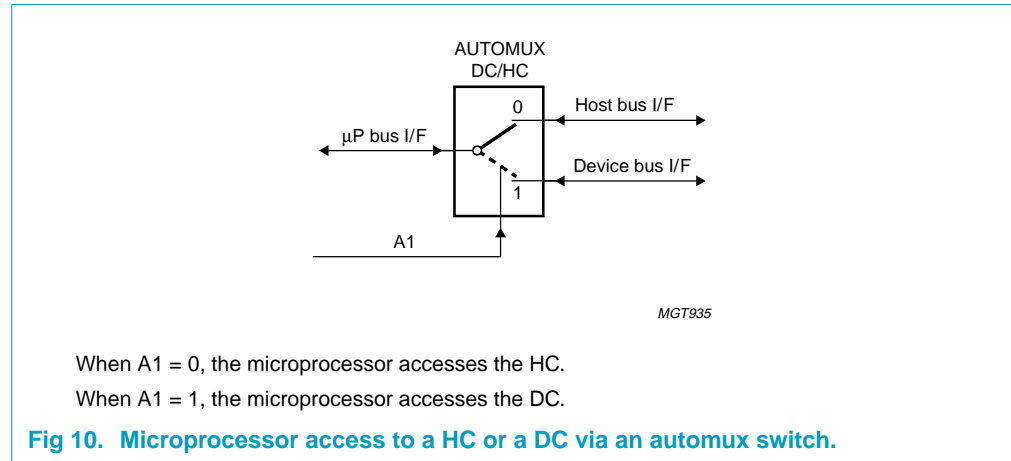 AUTOMUX
DC/HC
0
Host bus I/F
µP bus I/F
Device bus I/F
1
A1
MGT935
When A1 = 0, the microprocessor accesses the HC.
When A1 = 1, the microprocessor accesses the DC.
Fig 10. Microprocessor access to a HC or a DC via an automux switch.